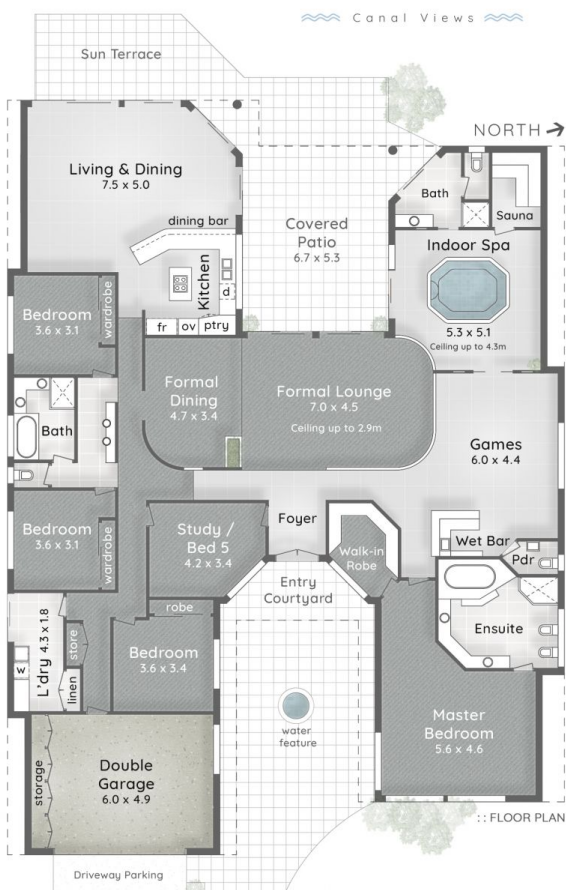 Canal Views
Sun Terrace
NORTH
Living & Dining
7.5 x 5.0
dining bar
Kitchen
d
fr
ov
ptry
Covered
Patio
6.7 x 5.3
Bath
Sauna
Indoor Spa
5.3 x 5.1
Ceiling up to 4.3m
Bedroom
3.6 x 3.1
wardrobe
Formal
Dining
4.7 x 3.4
Formal Lounge
7.0 x 4.5
Ceiling up to 2.9m
Games
6.0 x 4.4
Bath
Bedroom
3.6 x 3.1
wardrobe
Study /
Bed 5
4.2 x 3.4
Foyer
Walk-in
Robe
Wet Bar
Pdr
Entry
Courtyard
Ensuite
L'dry 4.3 x 1.8
w
store
linen
robe
Bedroom
3.6 x 3.4
water
feature
Master
Bedroom
5.6 x 4.6
storage
Double
Garage
6.0 x 4.9
:: FLOOR PLAN
Driveway Parking